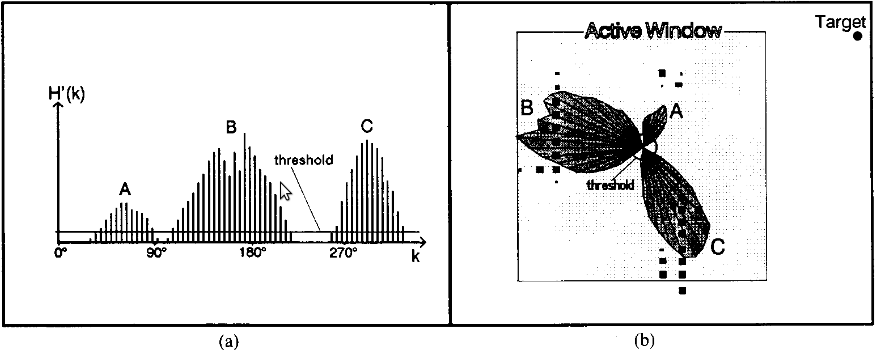 H'(k)
A
B
C
threshold
0°
90°
180°
270°
k
(a)
Active Window
Target
A
B
C
threshold
(b)